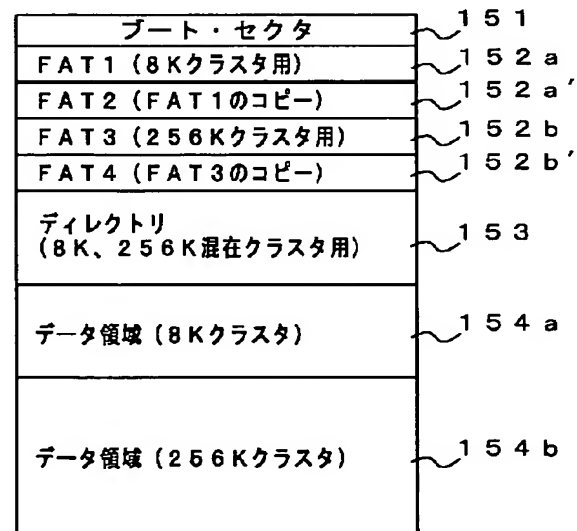 ブート・セクタ 151
FAT1（8Kクラスタ用） 152a
FAT2（FAT1のコピー） 152a′
FAT3（256Kクラスタ用） 152b
FAT4（FAT3のコピー） 152b′
ディレクトリ
（8K、256K混在クラスタ用） 153
データ領域（8Kクラスタ） 154a
データ領域（256Kクラスタ） 154b